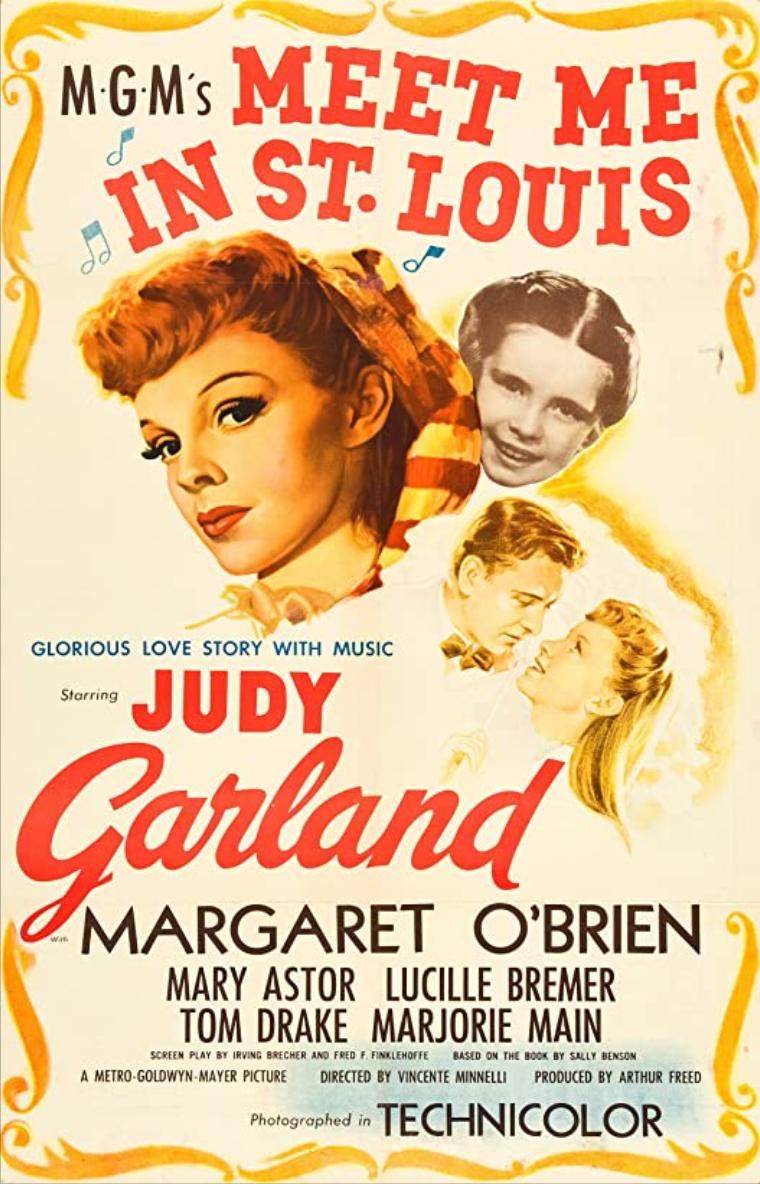 M·G·M's MEET ME
IN ST. LOUIS
GLORIOUS LOVE STORY WITH MUSIC
Starring JUDY
Garland
With MARGARET O'BRIEN
MARY ASTOR LUCILLE BREMER
TOM DRAKE MARJORIE MAIN
SCREEN PLAY BY IRVING BRECHER AND FRED F. FINKLEHOFFE BASED ON THE BOOK BY SALLY BENSON
A METRO-GOLDWYN-MAYER PICTURE DIRECTED BY VINCENTE MINNELLI PRODUCED BY ARTHUR FREED
Photographed in TECHNICOLOR